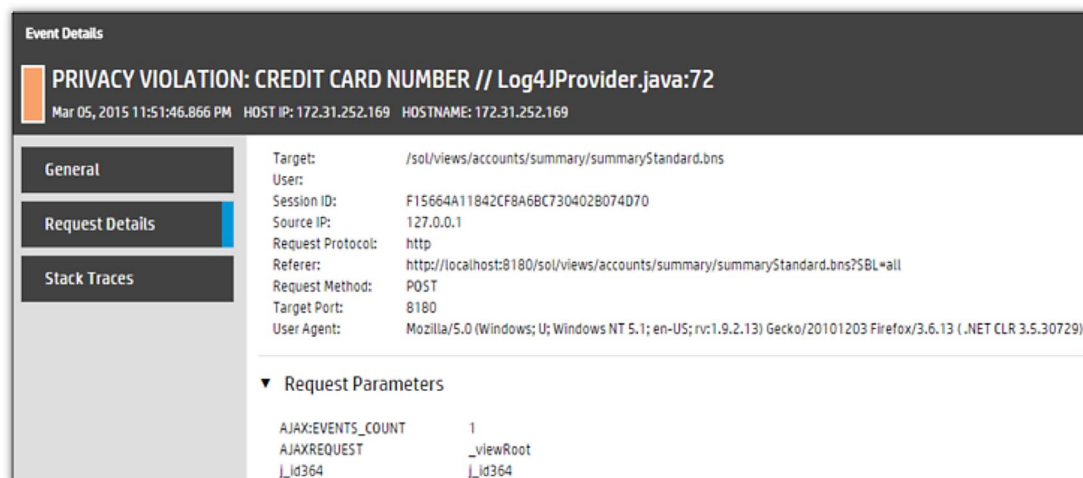 Event Details
PRIVACY VIOLATION: CREDIT CARD NUMBER // Log4JProvider.java:72
Mar 05, 2015 11:51:46.866 PM HOST IP: 172.31.252.169 HOSTNAME: 172.31.252.169
General
Request Details
Stack Traces
Target: /sol/views/accounts/summary/summaryStandard.bns
User:
Session ID: F15664A11842CF8A6BC730402B074D70
Source IP: 127.0.0.1
Request Protocol: http
Referer: http://localhost:8180/sol/views/accounts/summary/summaryStandard.bns?SBL=all
Request Method: POST
Target Port: 8180
User Agent: Mozilla/5.0 (Windows; U; Windows NT 5.1; en-US; rv:1.9.2.13) Gecko/20101203 Firefox/3.6.13 ( .NET CLR 3.5.30729)
▼ Request Parameters
AJAX:EVENTS_COUNT 1
AJAXREQUEST _viewRoot
j_id364 j_id364